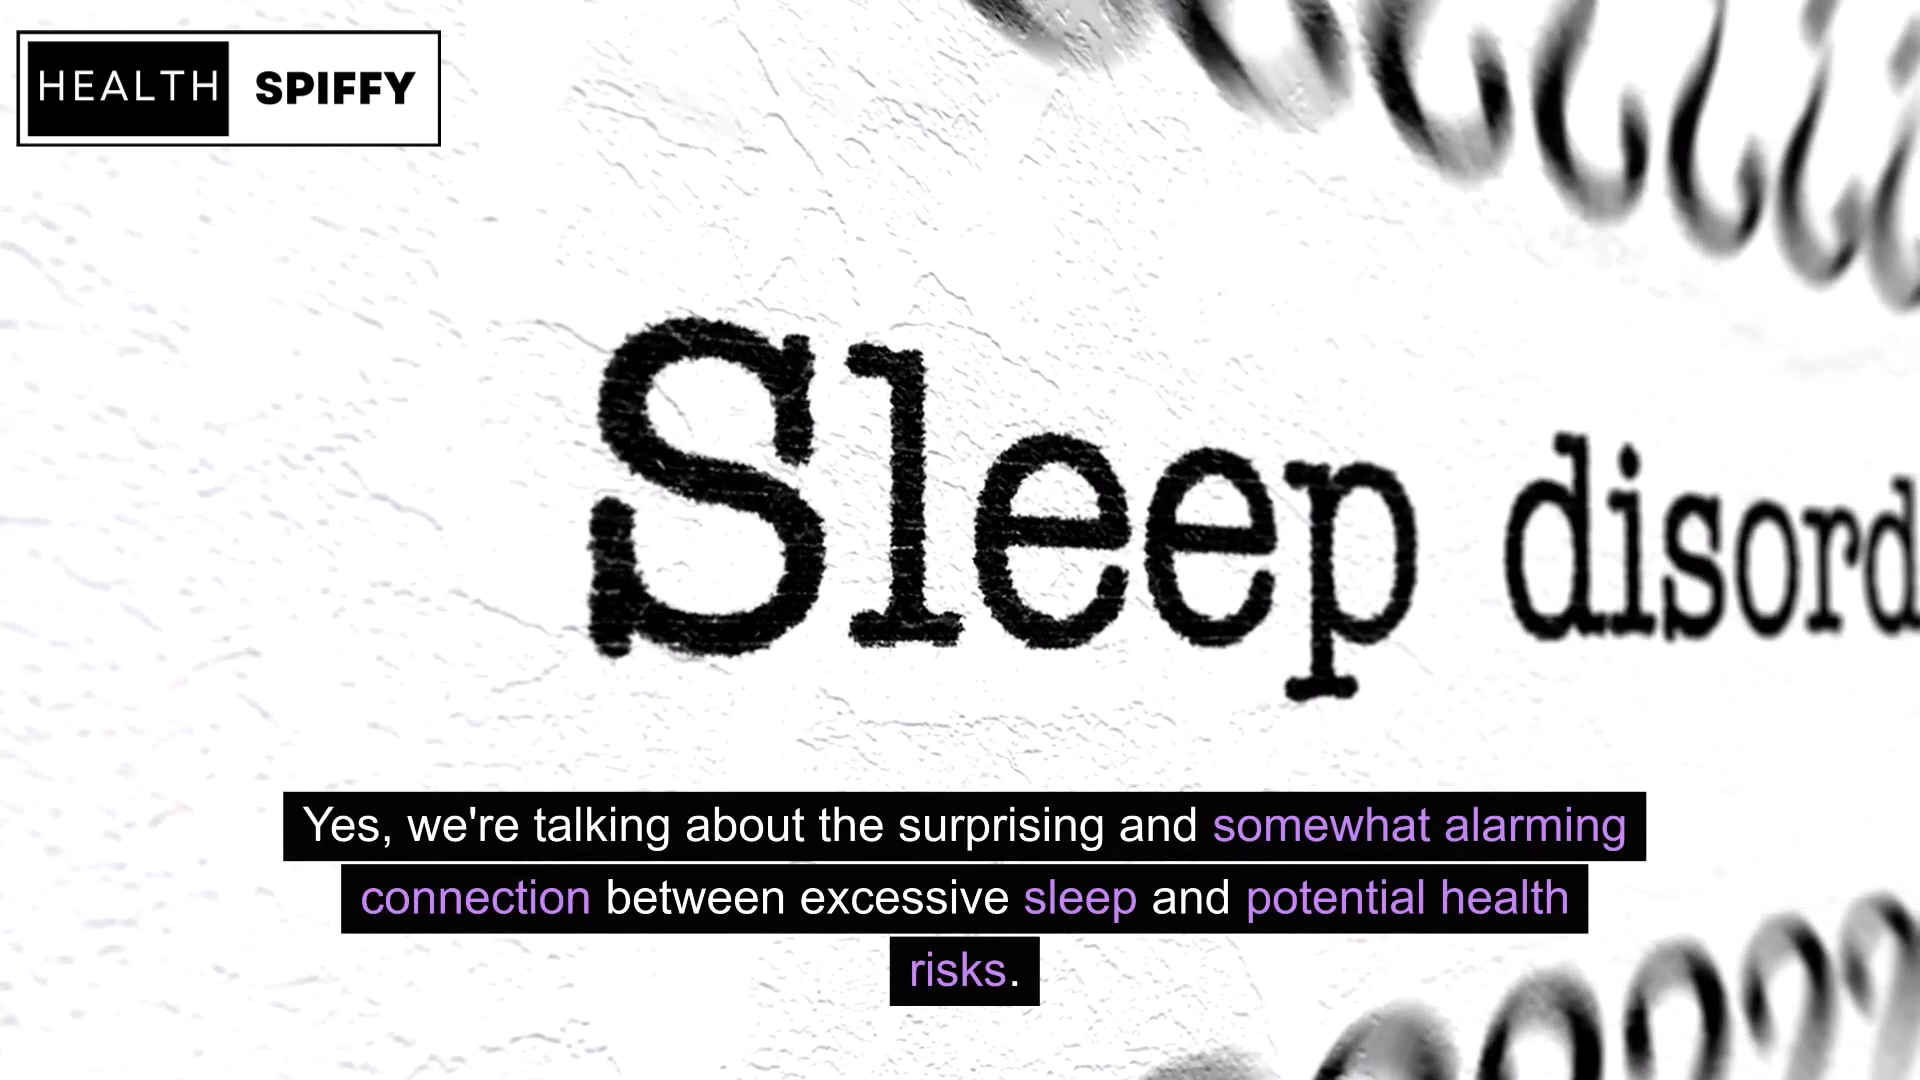 HEALTH SPIFFY
Sleep disord
Yes, we're talking about the surprising and somewhat alarming
connection between excessive sleep and potential health
risks.